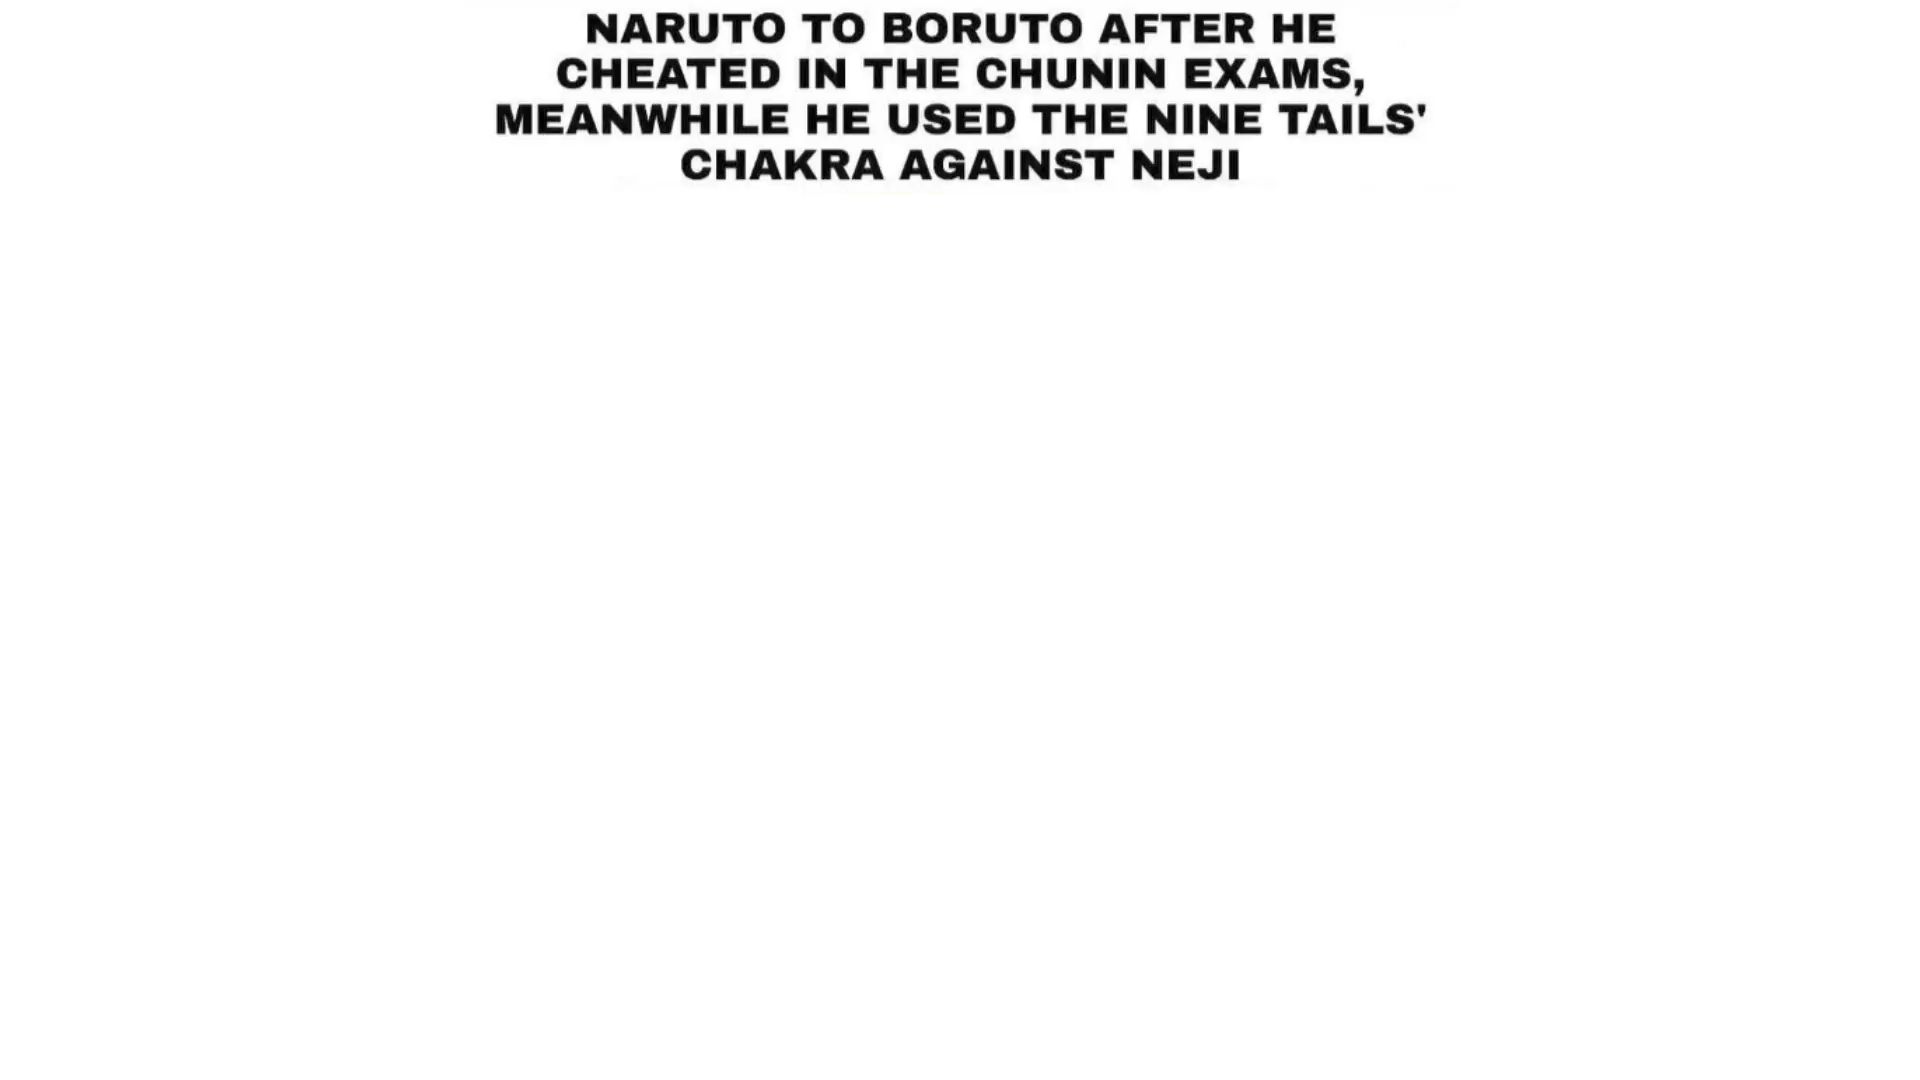 NARUTO TO BORUTO AFTER HE
CHEATED IN THE CHUNIN EXAMS,
MEANWHILE HE USED THE NINE TAILS'
CHAKRA AGAINST NEJI